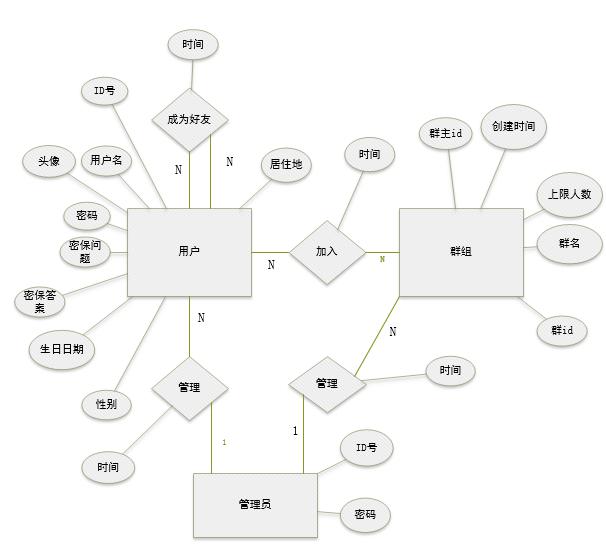 时间
ID号
成为好友
N
N
头像
用户名
居住地
时间
群主id
创建时间
密码
上限人数
密保问
题
用户
N
加入
N
群组
群名
密保答
案
N
N
群id
生日日期
管理
管理
时间
性别
时间
1
1
ID号
管理员
密码